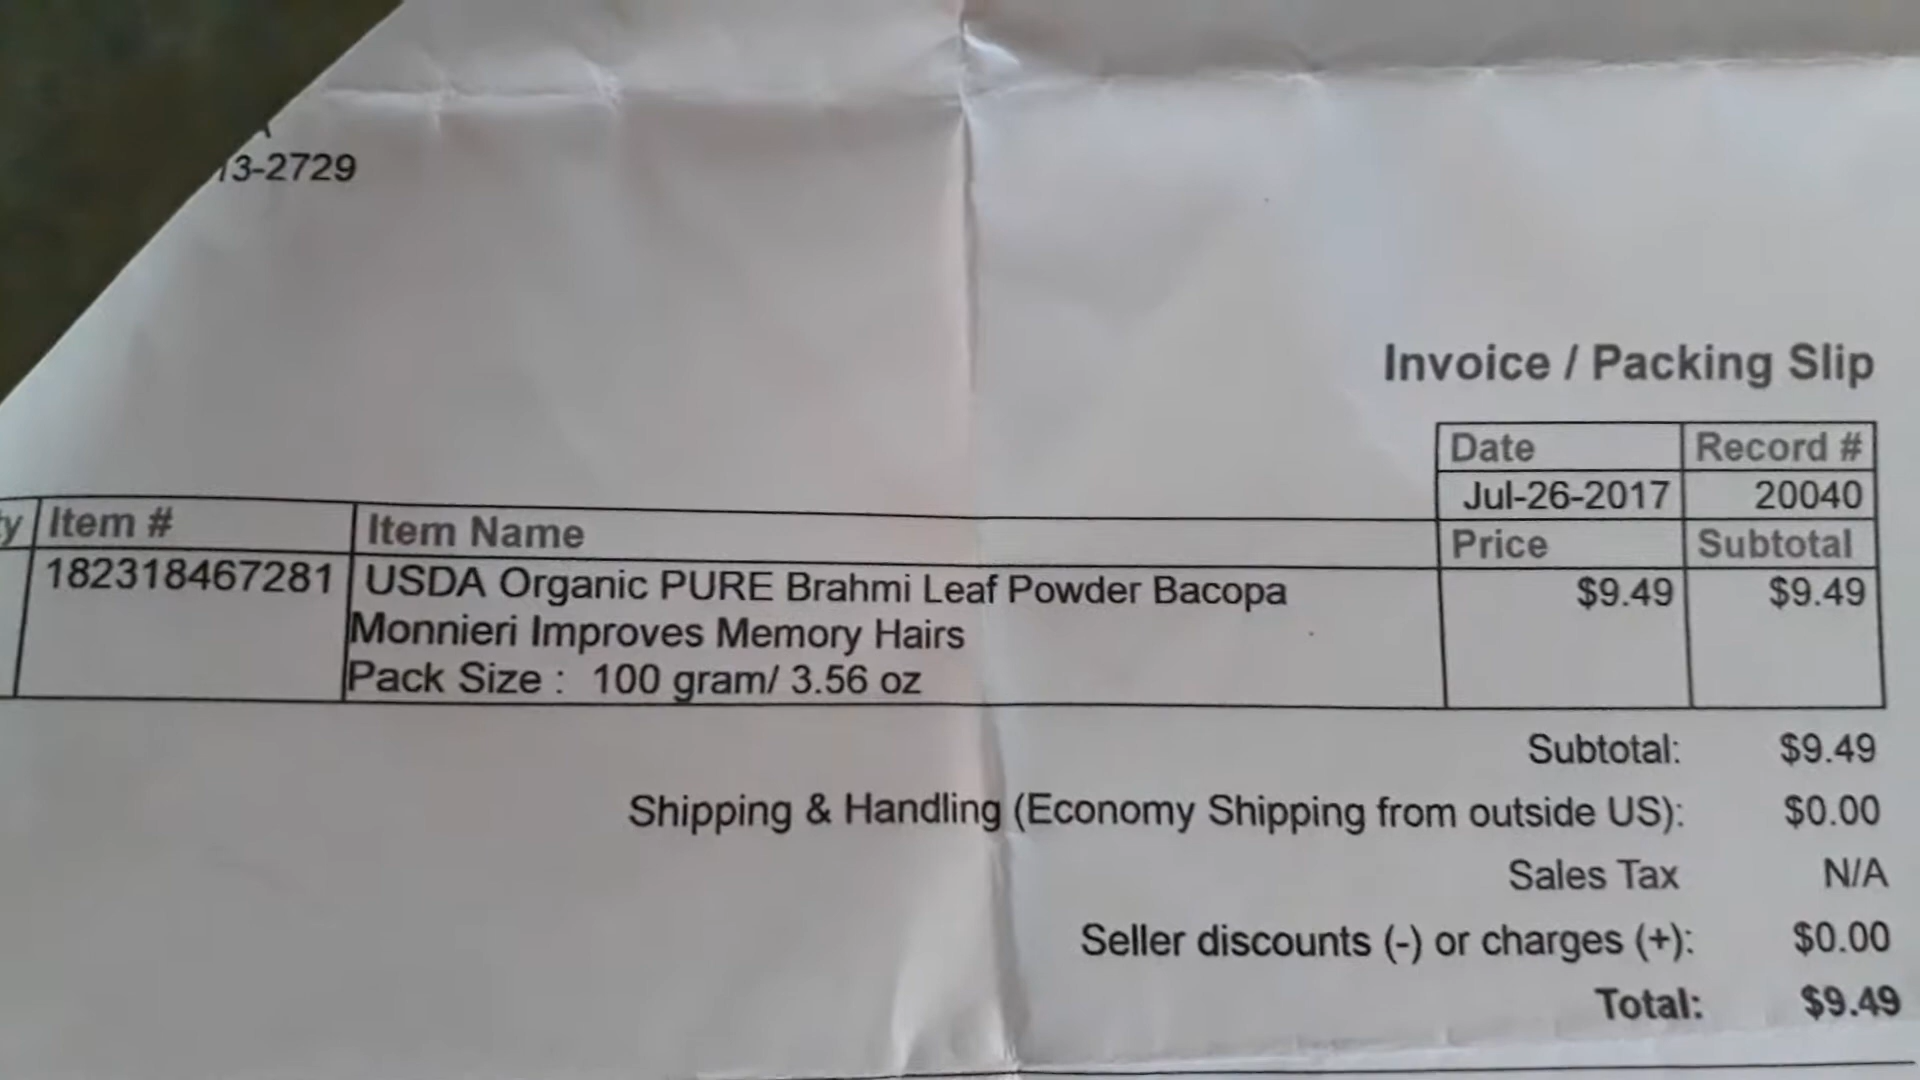 13-2729
Invoice / Packing Slip
Date Record #
Jul-26-2017 20040
Item # Item Name Price Subtotal
182318467281 USDA Organic PURE Brahmi Leaf Powder Bacopa $9.49 $9.49
Monnieri Improves Memory Hairs
Pack Size : 100 gram/ 3.56 oz
Subtotal: $9.49
Shipping & Handling (Economy Shipping from outside US): $0.00
Sales Tax N/A
Seller discounts (-) or charges (+): $0.00
Total: $9.49